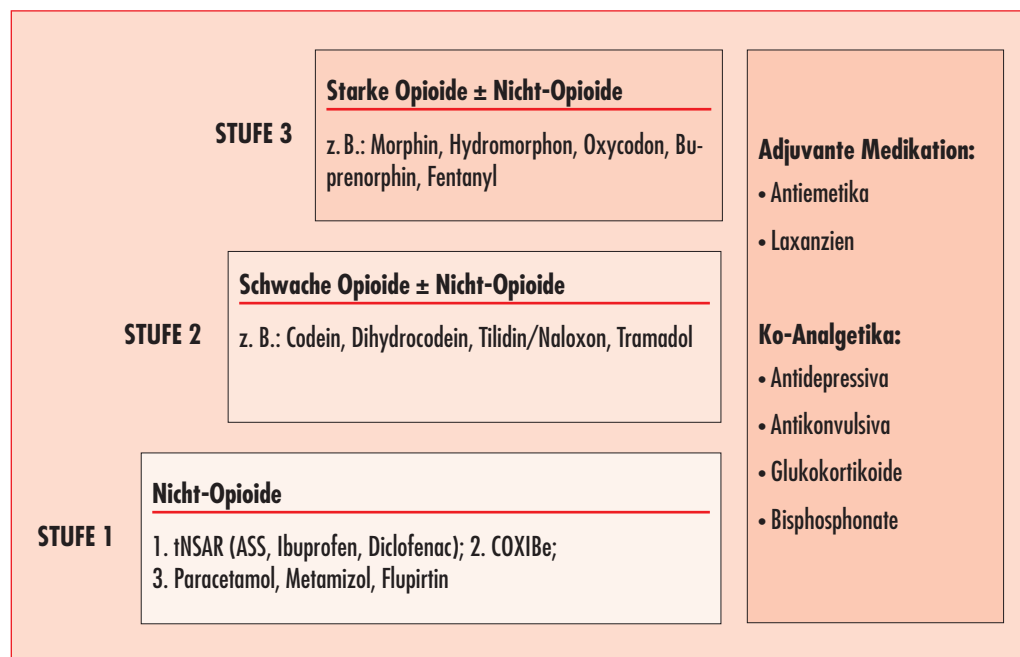 STUFE 3
Starke Opioide ± Nicht-Opioide
z. B.: Morphin, Hydromorphon, Oxycodon, Bu-
prenorphin, Fentanyl
STUFE 2
Schwache Opioide ± Nicht-Opioide
z. B.: Codein, Dihydrocodein, Tilidin/Naloxon, Tramadol
STUFE 1
Nicht-Opioide
1. tNSAR (ASS, Ibuprofen, Diclofenac); 2. COXIBe;
3. Paracetamol, Metamizol, Flupirtin
Adjuvante Medikation:
• Antiemetika
• Laxanzien
Ko-Analgetika:
• Antidepressiva
• Antikonvulsiva
• Glukokortikoide
• Bisphosphonate